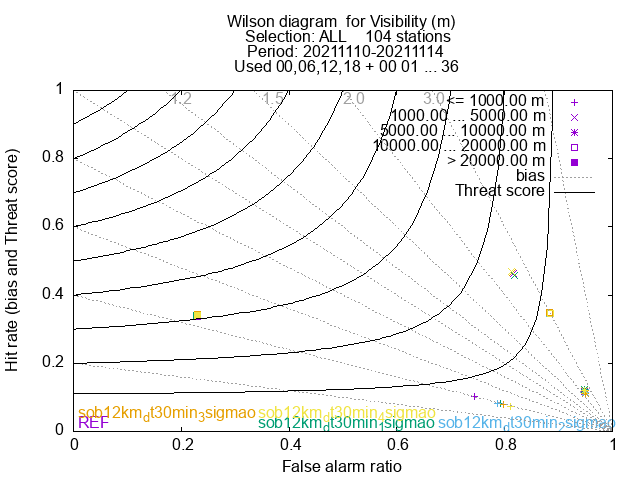 Wilson diagram  for Visibility (m)
Selection: ALL    104 stations
Period: 20211110-20211114
Used 00,06,12,18 + 00 01 ... 36
Hit rate (bias and Threat score)
1
0.8
0.6
0.4
0.2
0
1.2
1.5
2.0
3.0
<= 1000.00 m
1000.00 ... 5000.00 m
5000.00 ... 10000.00 m
10000.00 ... 20000.00 m
> 20000.00 m
bias
Threat score
sob12km_dt30min_3sigmao
sob12km_dt30min_4sigmao
REF
sob12km_dt30min_1sigmao
sob12km_dt30min_2sigmao
0
0.2
0.4
0.6
0.8
1
False alarm ratio